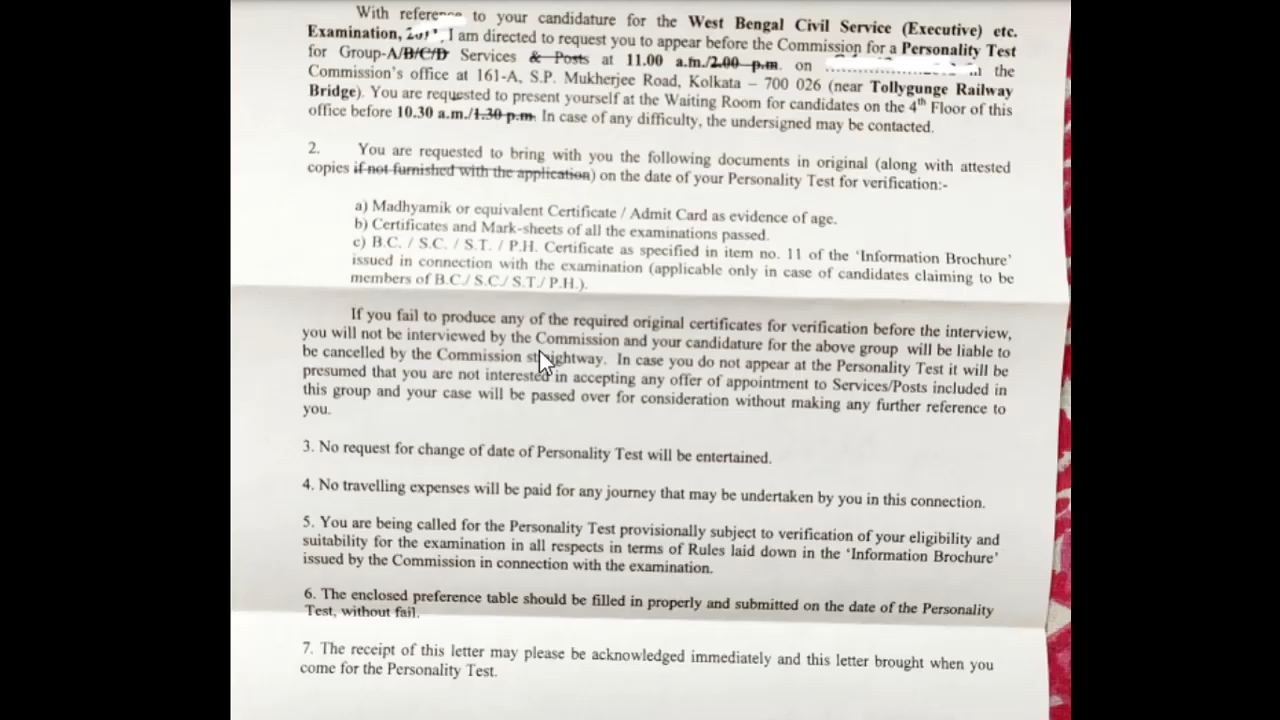 With reference to your candidature for the West Bengal Civil Service (Executive) etc.
Examination, I am directed to request you to appear before the Commission for a Personality Test
for Group-A/B/C/D Services & Posts at 11.00 a.m./2.00 p.m. on the
Commission's office at 161-A, S.P. Mukherjee Road, Kolkata – 700 026 (near Tollygunge Railway
Bridge). You are requested to present yourself at the Waiting Room for candidates on the 4th Floor of this
office before 10.30 a.m./1.30 p.m. In case of any difficulty, the undersigned may be contacted.
2. You are requested to bring with you the following documents in original (along with attested
copies if not furnished with the application) on the date of your Personality Test for verification:-
a) Madhyamik or equivalent Certificate / Admit Card as evidence of age.
b) Certificates and Mark-sheets of all the examinations passed.
c) B.C. / S.C. / S.T. / P.H. Certificate as specified in item no. 11 of the 'Information Brochure'
issued in connection with the examination (applicable only in case of candidates claiming to be
members of B.C./ S.C./ S.T./ P.H.).
If you fail to produce any of the required original certificates for verification before the interview,
you will not be interviewed by the Commission and your candidature for the above group will be liable to
be cancelled by the Commission straightway. In case you do not appear at the Personality Test it will be
presumed that you are not interested in accepting any offer of appointment to Services/Posts included in
this group and your case will be passed over for consideration without making any further reference to
you.
3. No request for change of date of Personality Test will be entertained.
4. No travelling expenses will be paid for any journey that may be undertaken by you in this connection.
5. You are being called for the Personality Test provisionally subject to verification of your eligibility and
suitability for the examination in all respects in terms of Rules laid down in the 'Information Brochure'
issued by the Commission in connection with the examination.
6. The enclosed preference table should be filled in properly and submitted on the date of the Personality
Test, without fail.
7. The receipt of this letter may please be acknowledged immediately and this letter brought when you
come for the Personality Test.